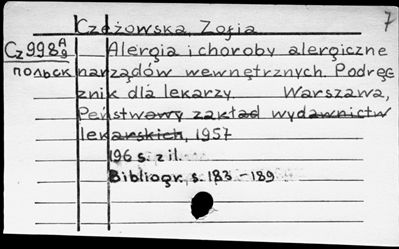 7
Czeżowska, Zofia
Cz998 A/9 Alergia i choroby alergiczne
польск narządów wewnętrznych. Podręc
znik dla lekarzy. Warszawa,
Państwowy zakład wydawnictw
lekarskich, 1957
196 s. z il.
Bibliogr. s. 183-189